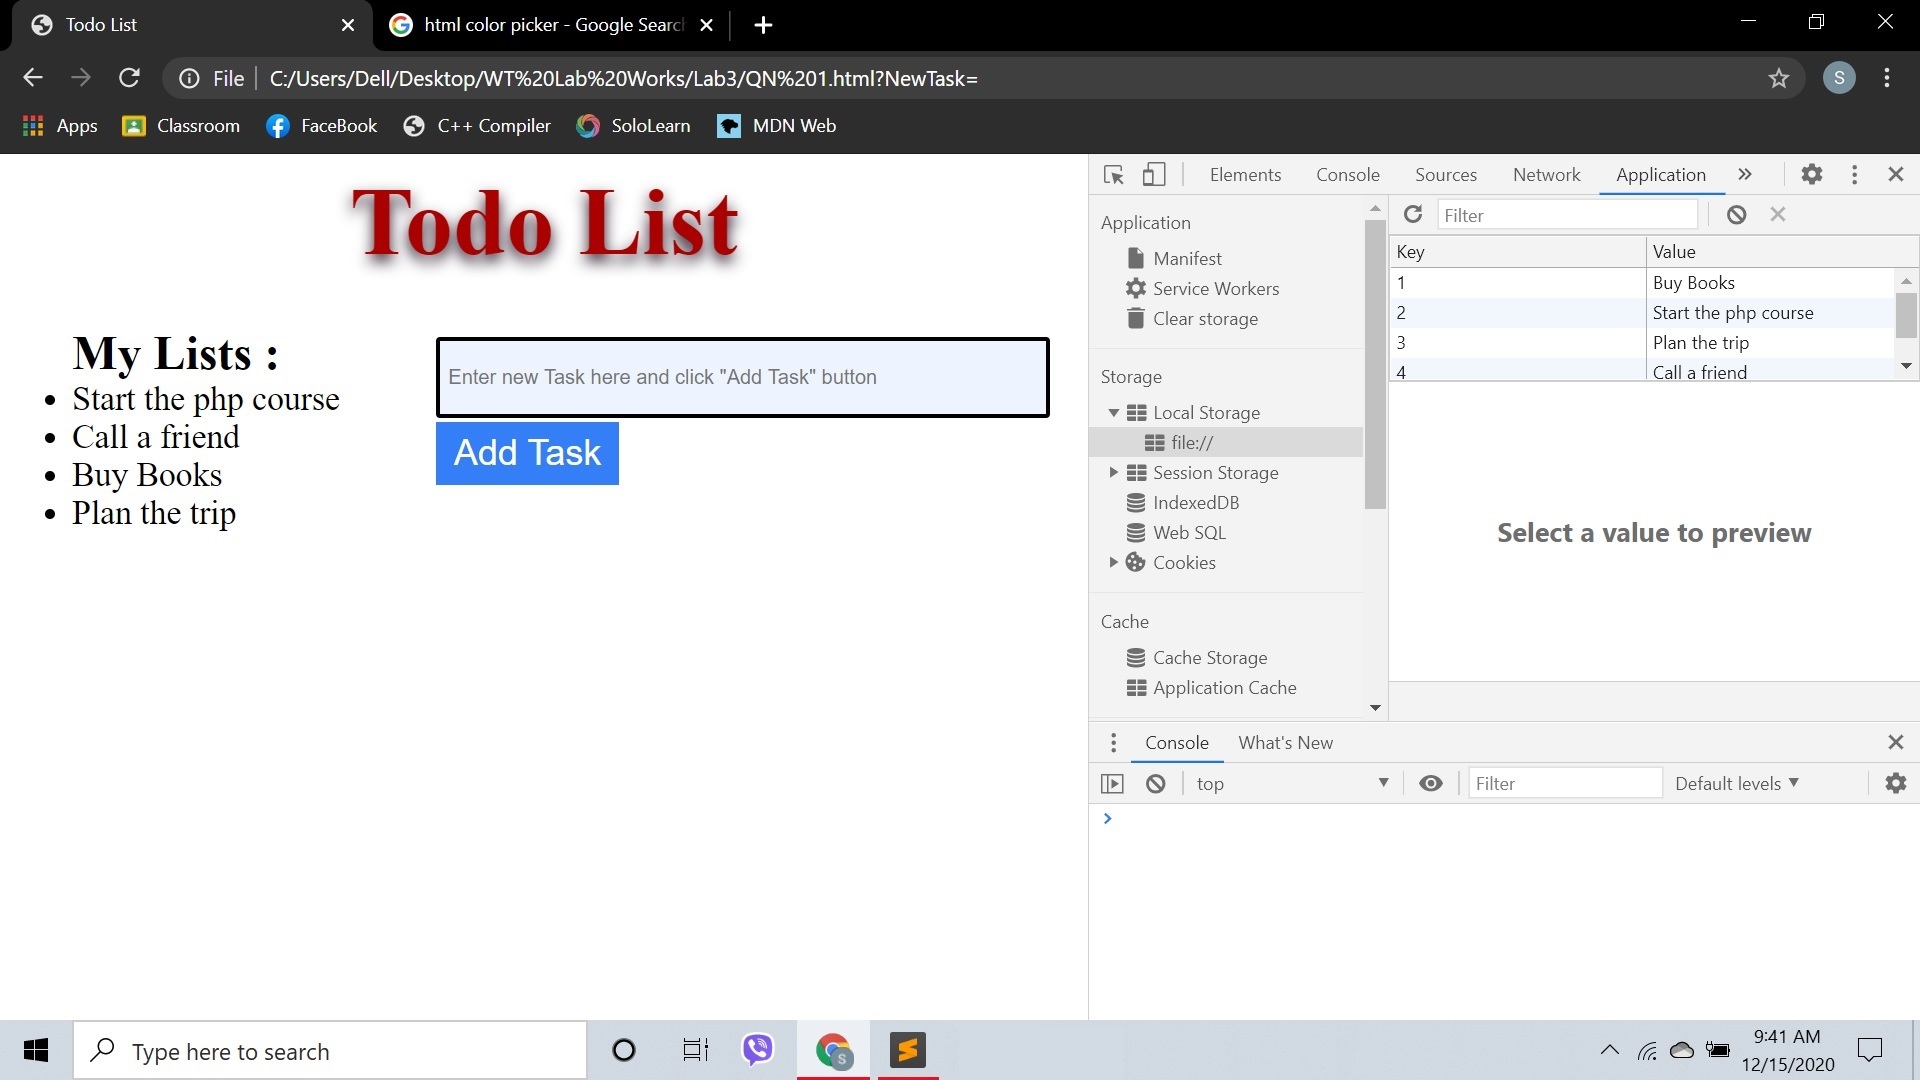 Todo List
html color picker - Google Search
File
C:/Users/Dell/Desktop/WT%20Lab%20Works/Lab3/QN%201.html?NewTask=
S
Apps
Classroom
FaceBook
C++ Compiler
SoloLearn
MDN Web
Todo List
My Lists :
Start the php course
Call a friend
Buy Books
Plan the trip
Enter new Task here and click "Add Task" button
Add Task
Elements Console Sources Network Application
Application
Manifest
Service Workers
Clear storage
Storage
Local Storage
file://
Session Storage
IndexedDB
Web SQL
Cookies
Cache
Cache Storage
Application Cache
Filter
Key Value
1 Buy Books
2 Start the php course
3 Plan the trip
4 Call a friend
Select a value to preview
Console What's New
top
Filter
Default levels
Type here to search
S
9:41 AM
12/15/2020